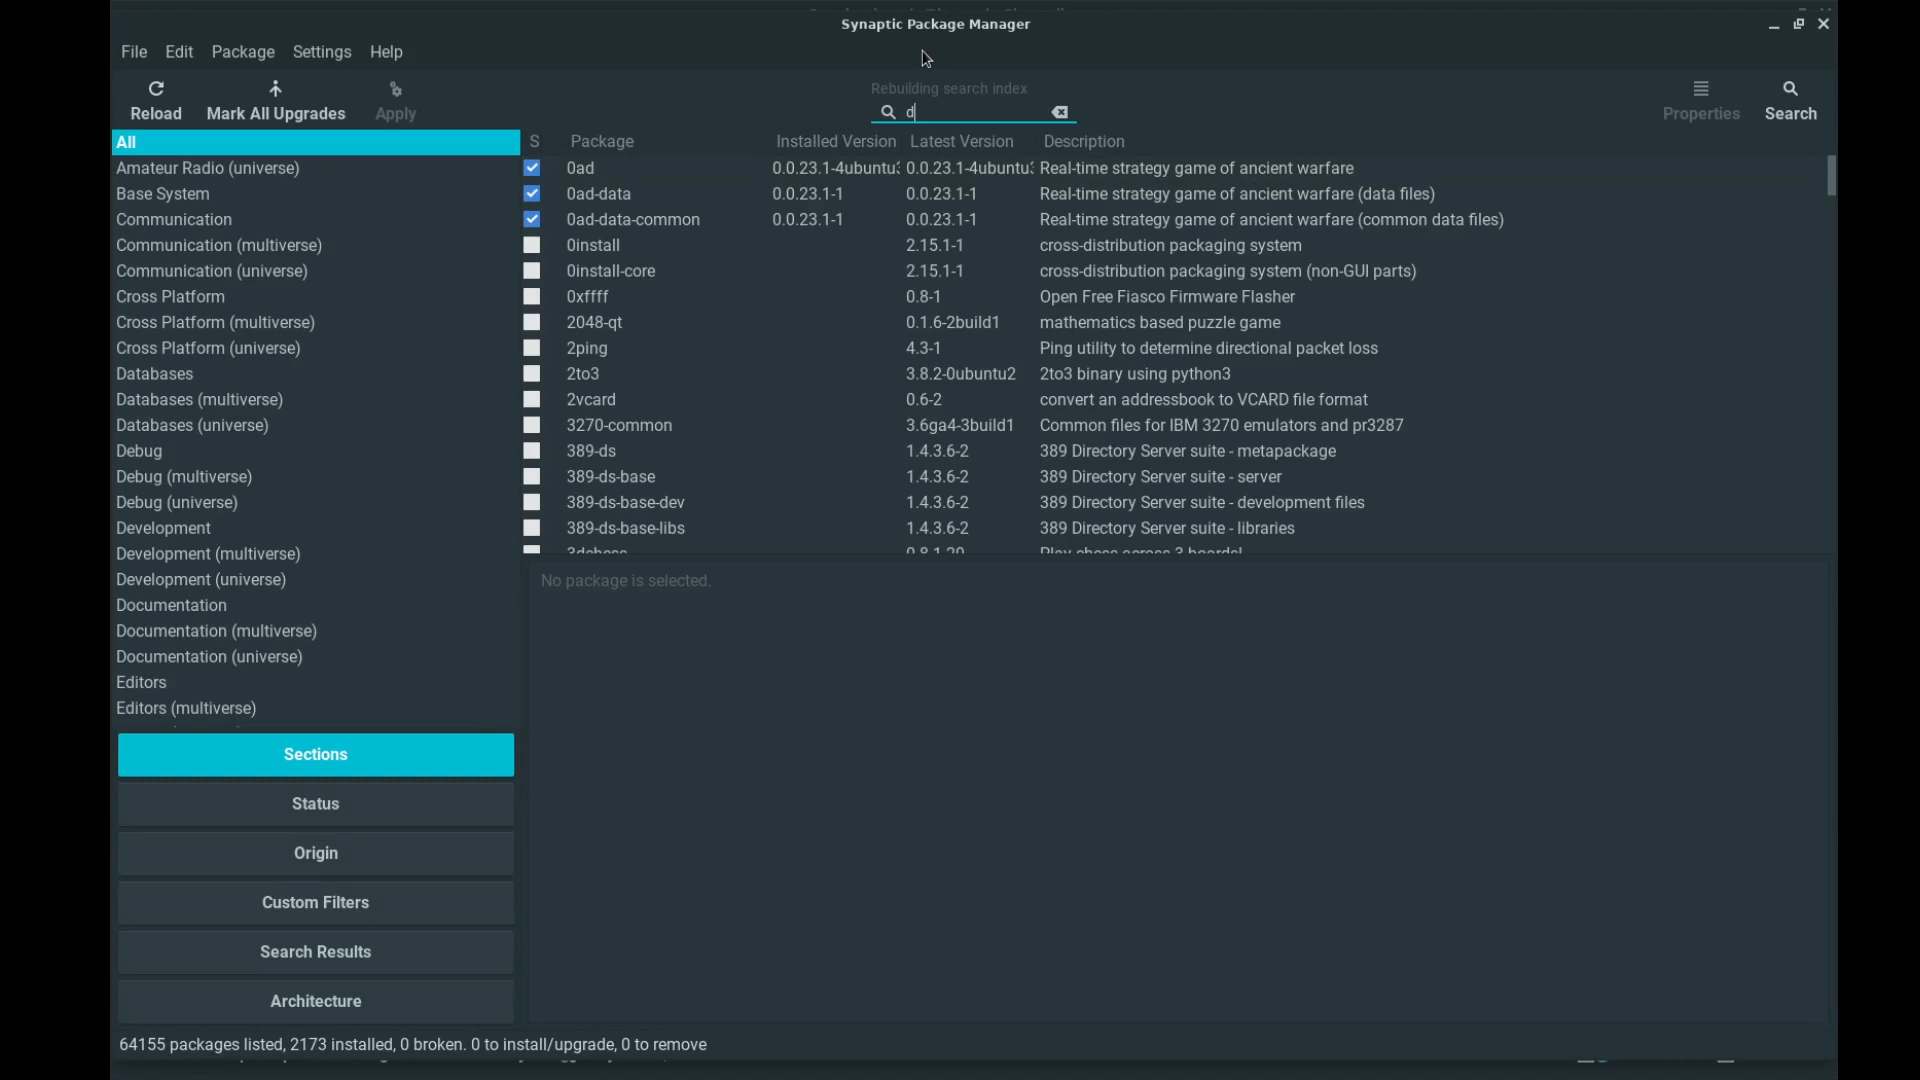 Synaptic Package Manager
File Edit Package Settings Help
Rebuilding search index
Reload Mark All Upgrades Apply d Properties Search
All
Amateur Radio (universe)
Base System
Communication
Communication (multiverse)
Communication (universe)
Cross Platform
Cross Platform (multiverse)
Cross Platform (universe)
Databases
Databases (multiverse)
Databases (universe)
Debug
Debug (multiverse)
Debug (universe)
Development
Development (multiverse)
Development (universe)
Documentation
Documentation (multiverse)
Documentation (universe)
Editors
Editors (multiverse)
Sections
Status
Origin
Custom Filters
Search Results
Architecture
S Package Installed Version Latest Version Description
0ad 0.0.23.1-4ubuntu 0.0.23.1-4ubuntu Real-time strategy game of ancient warfare
0ad-data 0.0.23.1-1 0.0.23.1-1 Real-time strategy game of ancient warfare (data files)
0ad-data-common 0.0.23.1-1 0.0.23.1-1 Real-time strategy game of ancient warfare (common data files)
0install 2.15.1-1 cross-distribution packaging system
0install-core 2.15.1-1 cross-distribution packaging system (non-GUI parts)
0xffff 0.8-1 Open Free Fiasco Firmware Flasher
2048-qt 0.1.6-2build1 mathematics based puzzle game
2ping 4.3-1 Ping utility to determine directional packet loss
2to3 3.8.2-0ubuntu2 2to3 binary using python3
2vcard 0.6-2 convert an addressbook to VCARD file format
3270-common 3.6ga4-3build1 Common files for IBM 3270 emulators and pr3287
389-ds 1.4.3.6-2 389 Directory Server suite - metapackage
389-ds-base 1.4.3.6-2 389 Directory Server suite - server
389-ds-base-dev 1.4.3.6-2 389 Directory Server suite - development files
389-ds-base-libs 1.4.3.6-2 389 Directory Server suite - libraries
3dchess 0.8.1-20 Play chess across 3 boards!
No package is selected.
64155 packages listed, 2173 installed, 0 broken. 0 to install/upgrade, 0 to remove